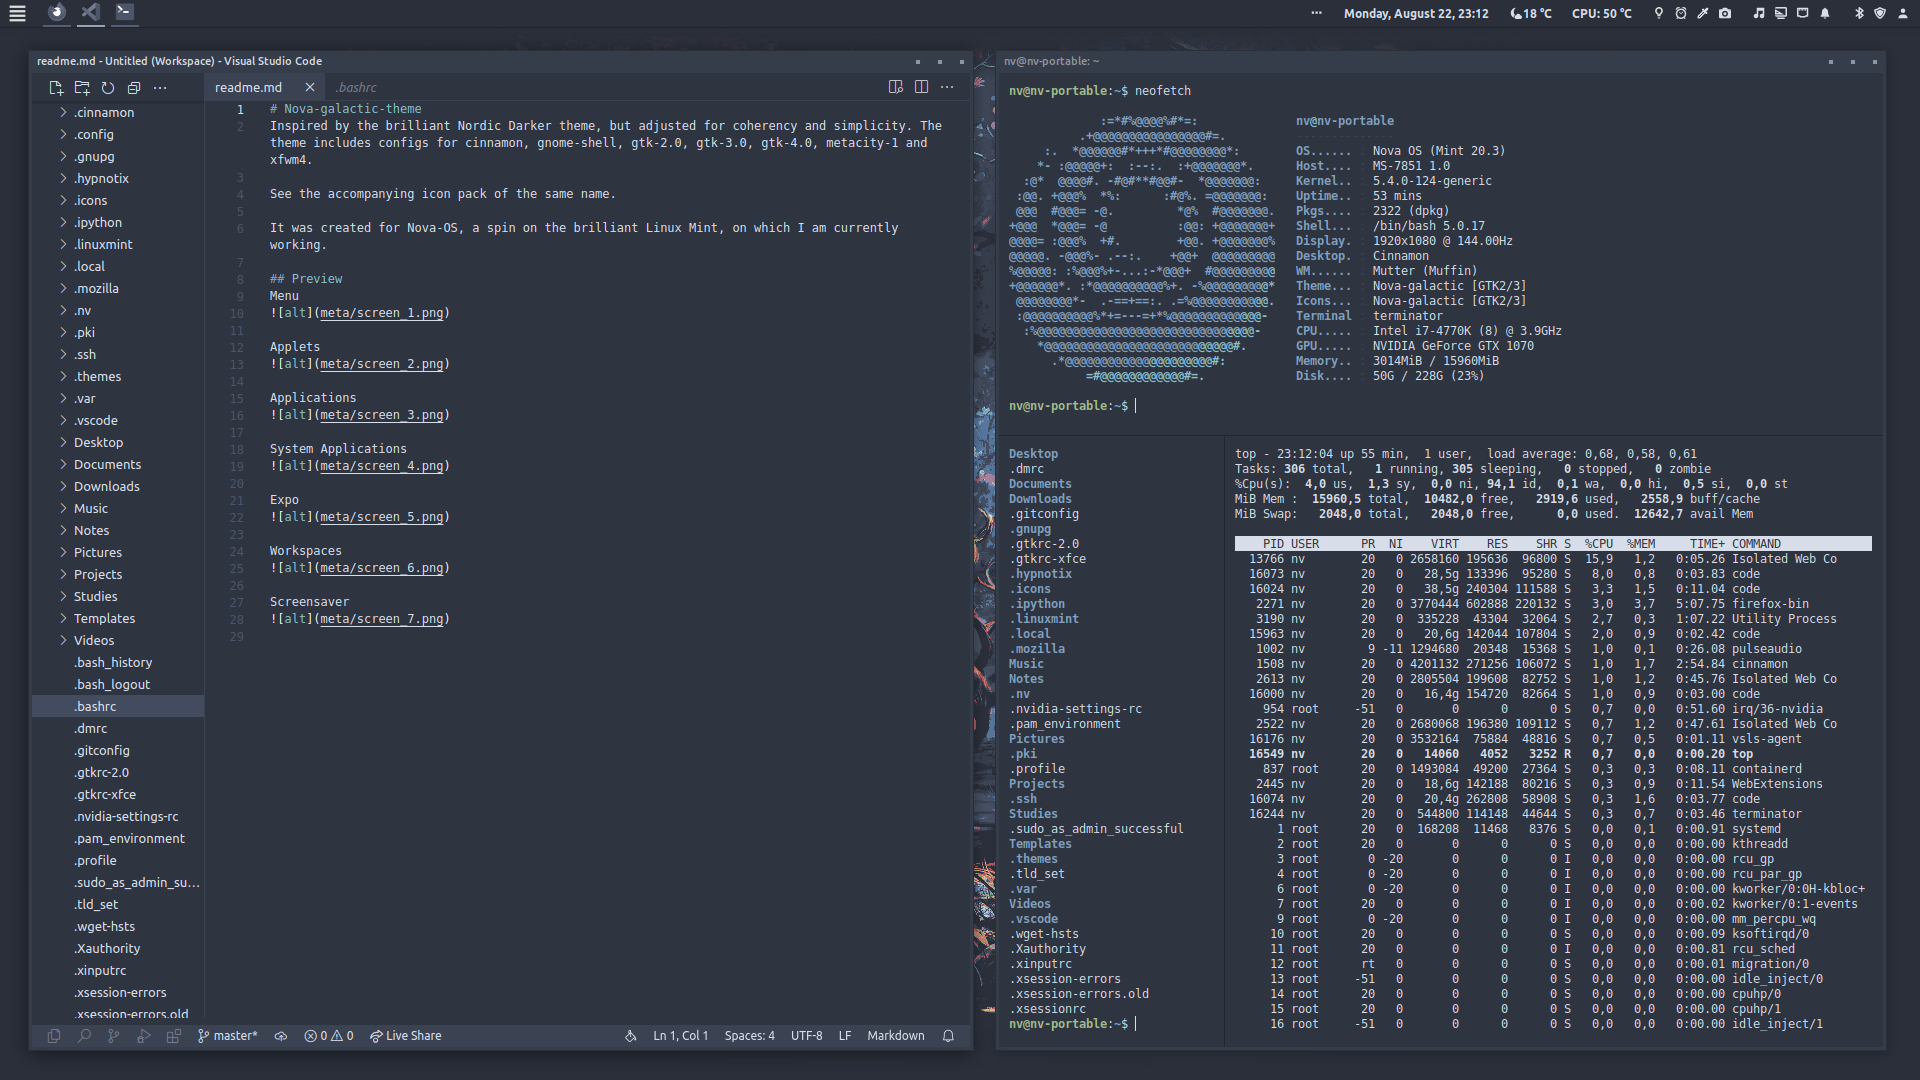 Monday, August 22, 23:12
18 °C
CPU: 50 °C
readme.md - Untitled (Workspace) - Visual Studio Code
readme.md
.bashrc
.cinnamon
.config
.gnupg
.hypnotix
.icons
.ipython
.linuxmint
.local
.mozilla
.nv
.pki
.ssh
.themes
.var
.vscode
Desktop
Documents
Downloads
Music
Notes
Pictures
Projects
Studies
Templates
Videos
.bash_history
.bash_logout
.bashrc
.dmrc
.gitconfig
.gtkrc-2.0
.gtkrc-xfce
.nvidia-settings-rc
.pam_environment
.profile
.sudo_as_admin_su...
.tld_set
.wget-hsts
.Xauthority
.xinputrc
.xsession-errors
.xsession-errors.old
1 # Nova-galactic-theme
2 Inspired by the brilliant Nordic Darker theme, but adjusted for coherency and simplicity. The
theme includes configs for cinnamon, gnome-shell, gtk-2.0, gtk-3.0, gtk-4.0, metacity-1 and
xfwm4.
3
4 See the accompanying icon pack of the same name.
5
6 It was created for Nova-OS, a spin on the brilliant Linux Mint, on which I am currently
working.
7
8 ## Preview
9 Menu
10 ![alt](meta/screen_1.png)
11
12 Applets
13 ![alt](meta/screen_2.png)
14
15 Applications
16 ![alt](meta/screen_3.png)
17
18 System Applications
19 ![alt](meta/screen_4.png)
20
21 Expo
22 ![alt](meta/screen_5.png)
23
24 Workspaces
25 ![alt](meta/screen_6.png)
26
27 Screensaver
28 ![alt](meta/screen_7.png)
29
master* 0 0 Live Share Ln 1, Col 1 Spaces: 4 UTF-8 LF Markdown
nv@nv-portable: ~
nv@nv-portable:~$ neofetch
nv@nv-portable
--------------
OS...... : Nova OS (Mint 20.3)
Host.... : MS-7851 1.0
Kernel.. : 5.4.0-124-generic
Uptime.. : 53 mins
Pkgs.... : 2322 (dpkg)
Shell... : /bin/bash 5.0.17
Display. : 1920x1080 @ 144.00Hz
Desktop. : Cinnamon
WM...... : Mutter (Muffin)
Theme... : Nova-galactic [GTK2/3]
Icons... : Nova-galactic [GTK2/3]
Terminal : terminator
CPU..... : Intel i7-4770K (8) @ 3.9GHz
GPU..... : NVIDIA GeForce GTX 1070
Memory.. : 3014MiB / 15960MiB
Disk.... : 50G / 228G (23%)
nv@nv-portable:~$
Desktop
.dmrc
Documents
Downloads
.gitconfig
.gnupg
.gtkrc-2.0
.gtkrc-xfce
.hypnotix
.icons
.ipython
.linuxmint
.local
.mozilla
Music
Notes
.nv
.nvidia-settings-rc
.pam_environment
Pictures
.pki
.profile
Projects
.ssh
Studies
.sudo_as_admin_successful
Templates
.themes
.tld_set
.var
Videos
.vscode
.wget-hsts
.Xauthority
.xinputrc
.xsession-errors
.xsession-errors.old
.xsessionrc
nv@nv-portable:~$
top - 23:12:04 up 55 min, 1 user, load average: 0,68, 0,58, 0,61
Tasks: 306 total, 1 running, 305 sleeping, 0 stopped, 0 zombie
%Cpu(s): 4,0 us, 1,3 sy, 0,0 ni, 94,1 id, 0,1 wa, 0,0 hi, 0,5 si, 0,0 st
MiB Mem : 15960,5 total, 10482,0 free, 2919,6 used, 2558,9 buff/cache
MiB Swap: 2048,0 total, 2048,0 free, 0,0 used. 12642,7 avail Mem
PID USER PR NI VIRT RES SHR S %CPU %MEM TIME+ COMMAND
13766 nv 20 0 2658160 195636 96800 S 15,9 1,2 0:05.26 Isolated Web Co
16073 nv 20 0 28,5g 133396 95280 S 8,0 0,8 0:03.83 code
16024 nv 20 0 38,5g 240304 111588 S 3,3 1,5 0:11.04 code
2271 nv 20 0 3770444 602888 220132 S 3,0 3,7 5:07.75 firefox-bin
3190 nv 20 0 335228 43304 32064 S 2,7 0,3 1:07.22 Utility Process
15963 nv 20 0 20,6g 142044 107804 S 2,0 0,9 0:02.42 code
1002 nv 9 -11 1294680 20348 15368 S 1,0 0,1 0:26.08 pulseaudio
1508 nv 20 0 4201132 271256 106072 S 1,0 1,7 2:54.84 cinnamon
2613 nv 20 0 2805504 199608 82752 S 1,0 1,2 0:45.76 Isolated Web Co
16000 nv 20 0 16,4g 154720 82664 S 1,0 0,9 0:03.00 code
954 root -51 0 0 0 0 S 0,7 0,0 0:51.60 irq/36-nvidia
2522 nv 20 0 2680068 196380 109112 S 0,7 1,2 0:47.61 Isolated Web Co
16176 nv 20 0 3532164 75884 48816 S 0,7 0,5 0:01.11 vsls-agent
16549 nv 20 0 14060 4052 3252 R 0,7 0,0 0:00.20 top
837 root 20 0 1493084 49200 27364 S 0,3 0,3 0:08.11 containerd
2445 nv 20 0 18,6g 142188 80216 S 0,3 0,9 0:11.54 WebExtensions
16074 nv 20 0 20,4g 262808 58908 S 0,3 1,6 0:03.77 code
16244 nv 20 0 544800 114148 44644 S 0,3 0,7 0:03.46 terminator
1 root 20 0 168208 11468 8376 S 0,0 0,1 0:00.91 systemd
2 root 20 0 0 0 0 S 0,0 0,0 0:00.00 kthreadd
3 root 0 -20 0 0 0 I 0,0 0,0 0:00.00 rcu_gp
4 root 0 -20 0 0 0 I 0,0 0,0 0:00.00 rcu_par_gp
6 root 0 -20 0 0 0 I 0,0 0,0 0:00.00 kworker/0:0H-kbloc+
7 root 20 0 0 0 0 I 0,0 0,0 0:00.02 kworker/0:1-events
9 root 0 -20 0 0 0 I 0,0 0,0 0:00.00 mm_percpu_wq
10 root 20 0 0 0 0 S 0,0 0,0 0:00.09 ksoftirqd/0
11 root 20 0 0 0 0 I 0,0 0,0 0:00.81 rcu_sched
12 root rt 0 0 0 0 S 0,0 0,0 0:00.01 migration/0
13 root -51 0 0 0 0 S 0,0 0,0 0:00.00 idle_inject/0
14 root 20 0 0 0 0 S 0,0 0,0 0:00.00 cpuhp/0
15 root 20 0 0 0 0 S 0,0 0,0 0:00.00 cpuhp/1
16 root -51 0 0 0 0 S 0,0 0,0 0:00.00 idle_inject/1